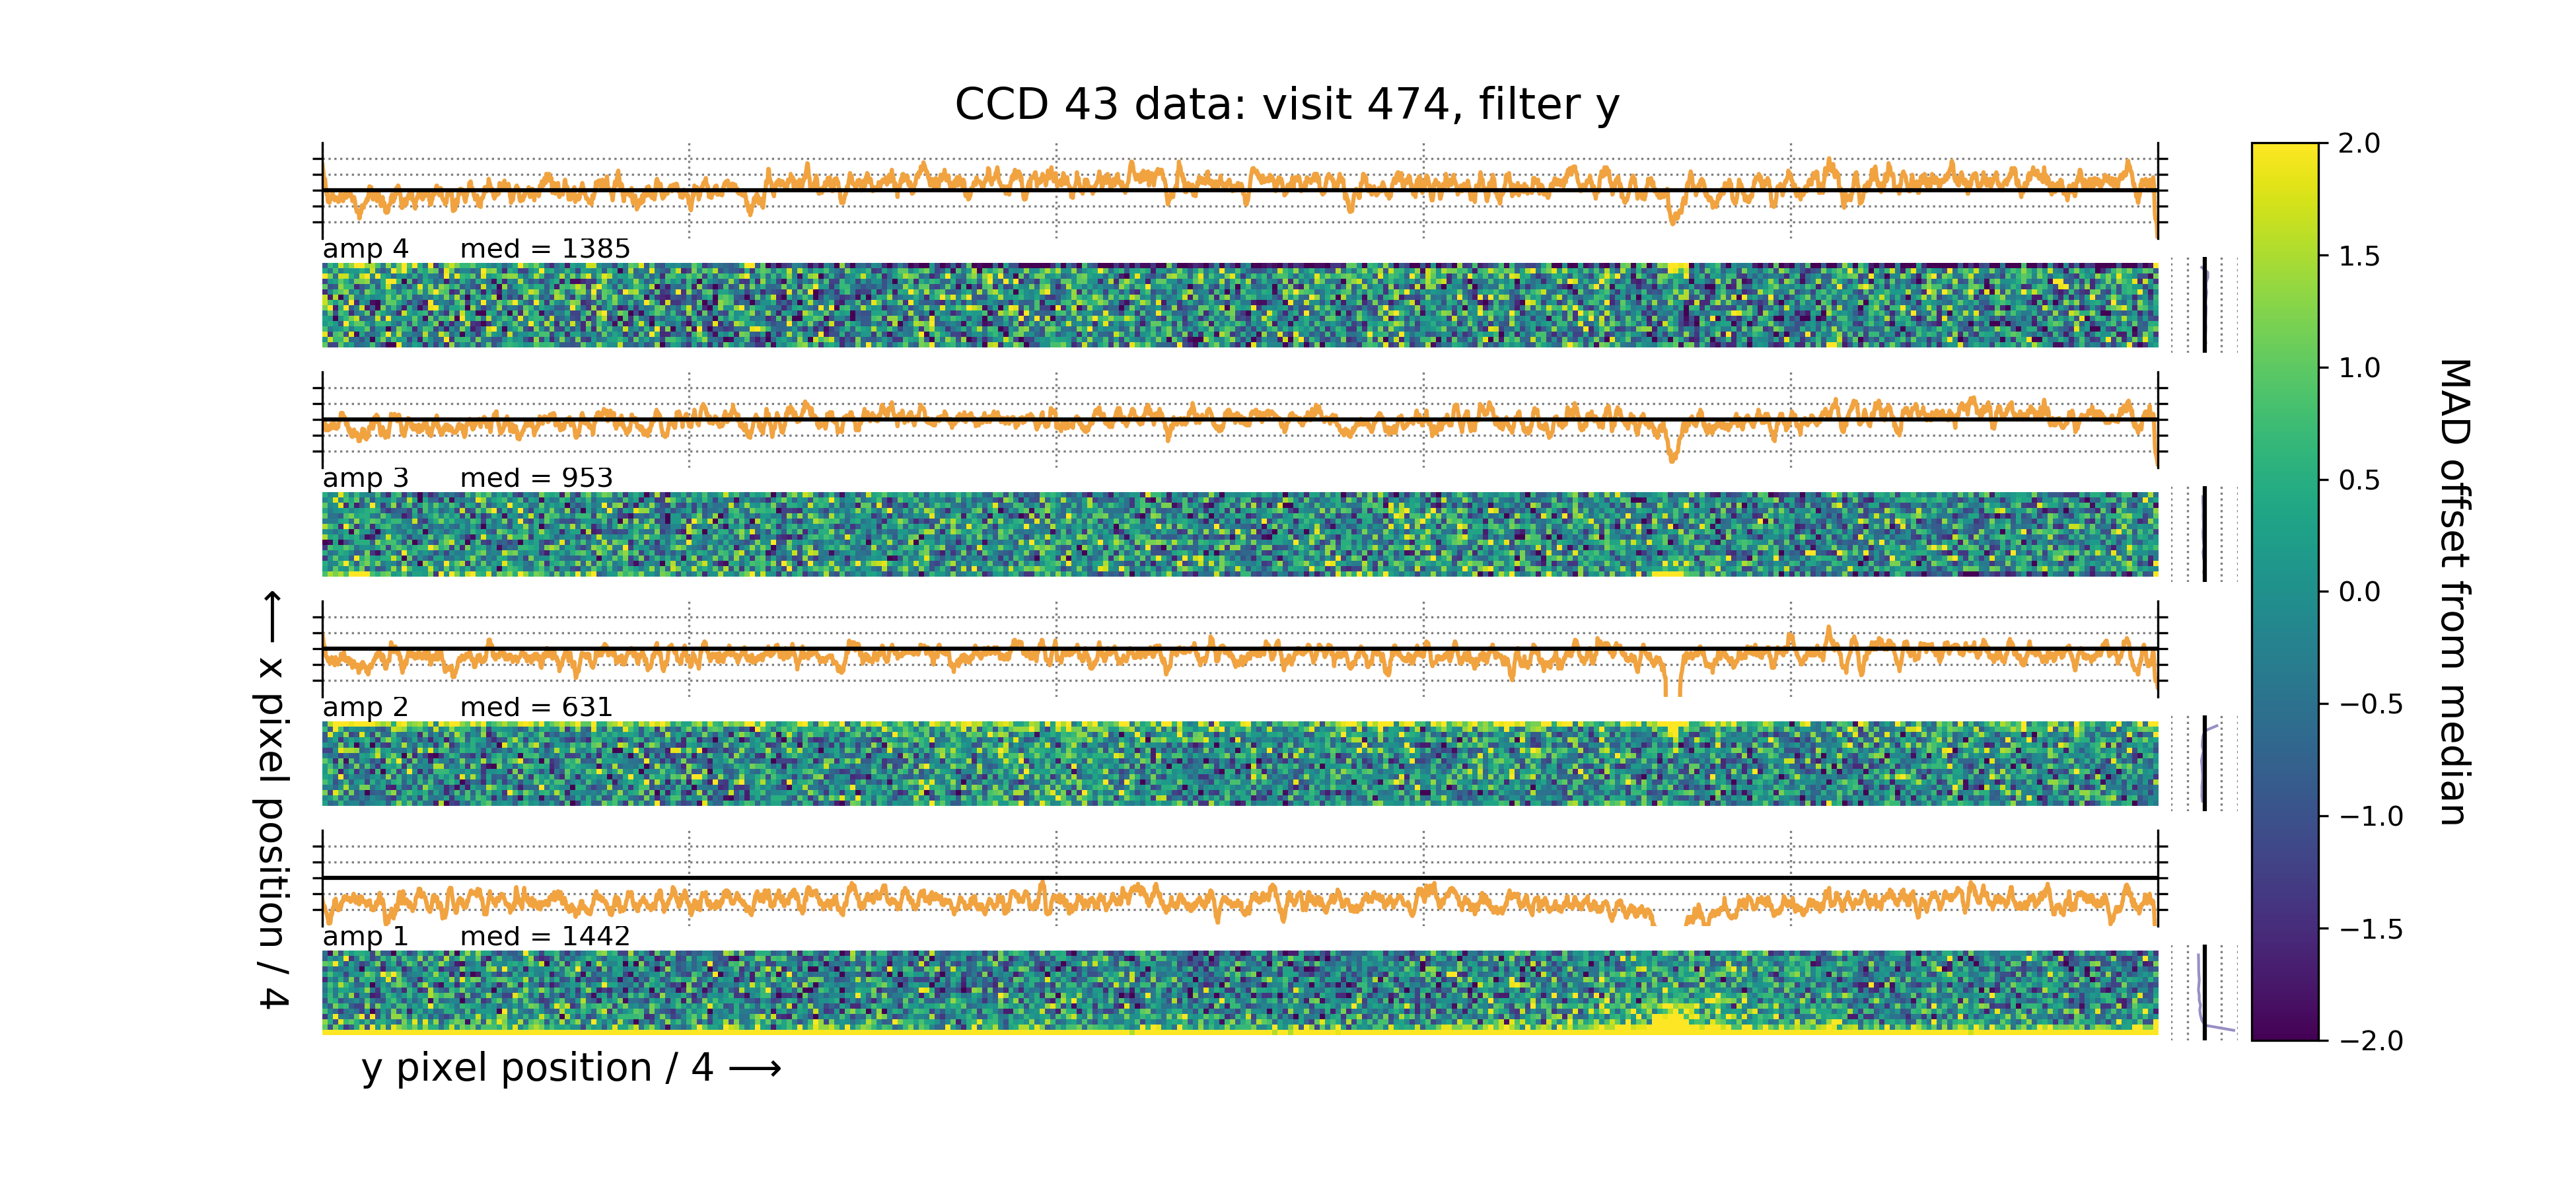 CCD 43 data: visit 474, filter y
amp 4 med = 1385
amp 3 med = 953
amp 2 med = 631
amp 1 med = 1442
⟵ x pixel position / 4
y pixel position / 4 ⟶
2.0
1.5
1.0
0.5
0.0
−0.5
−1.0
−1.5
−2.0
MAD offset from median